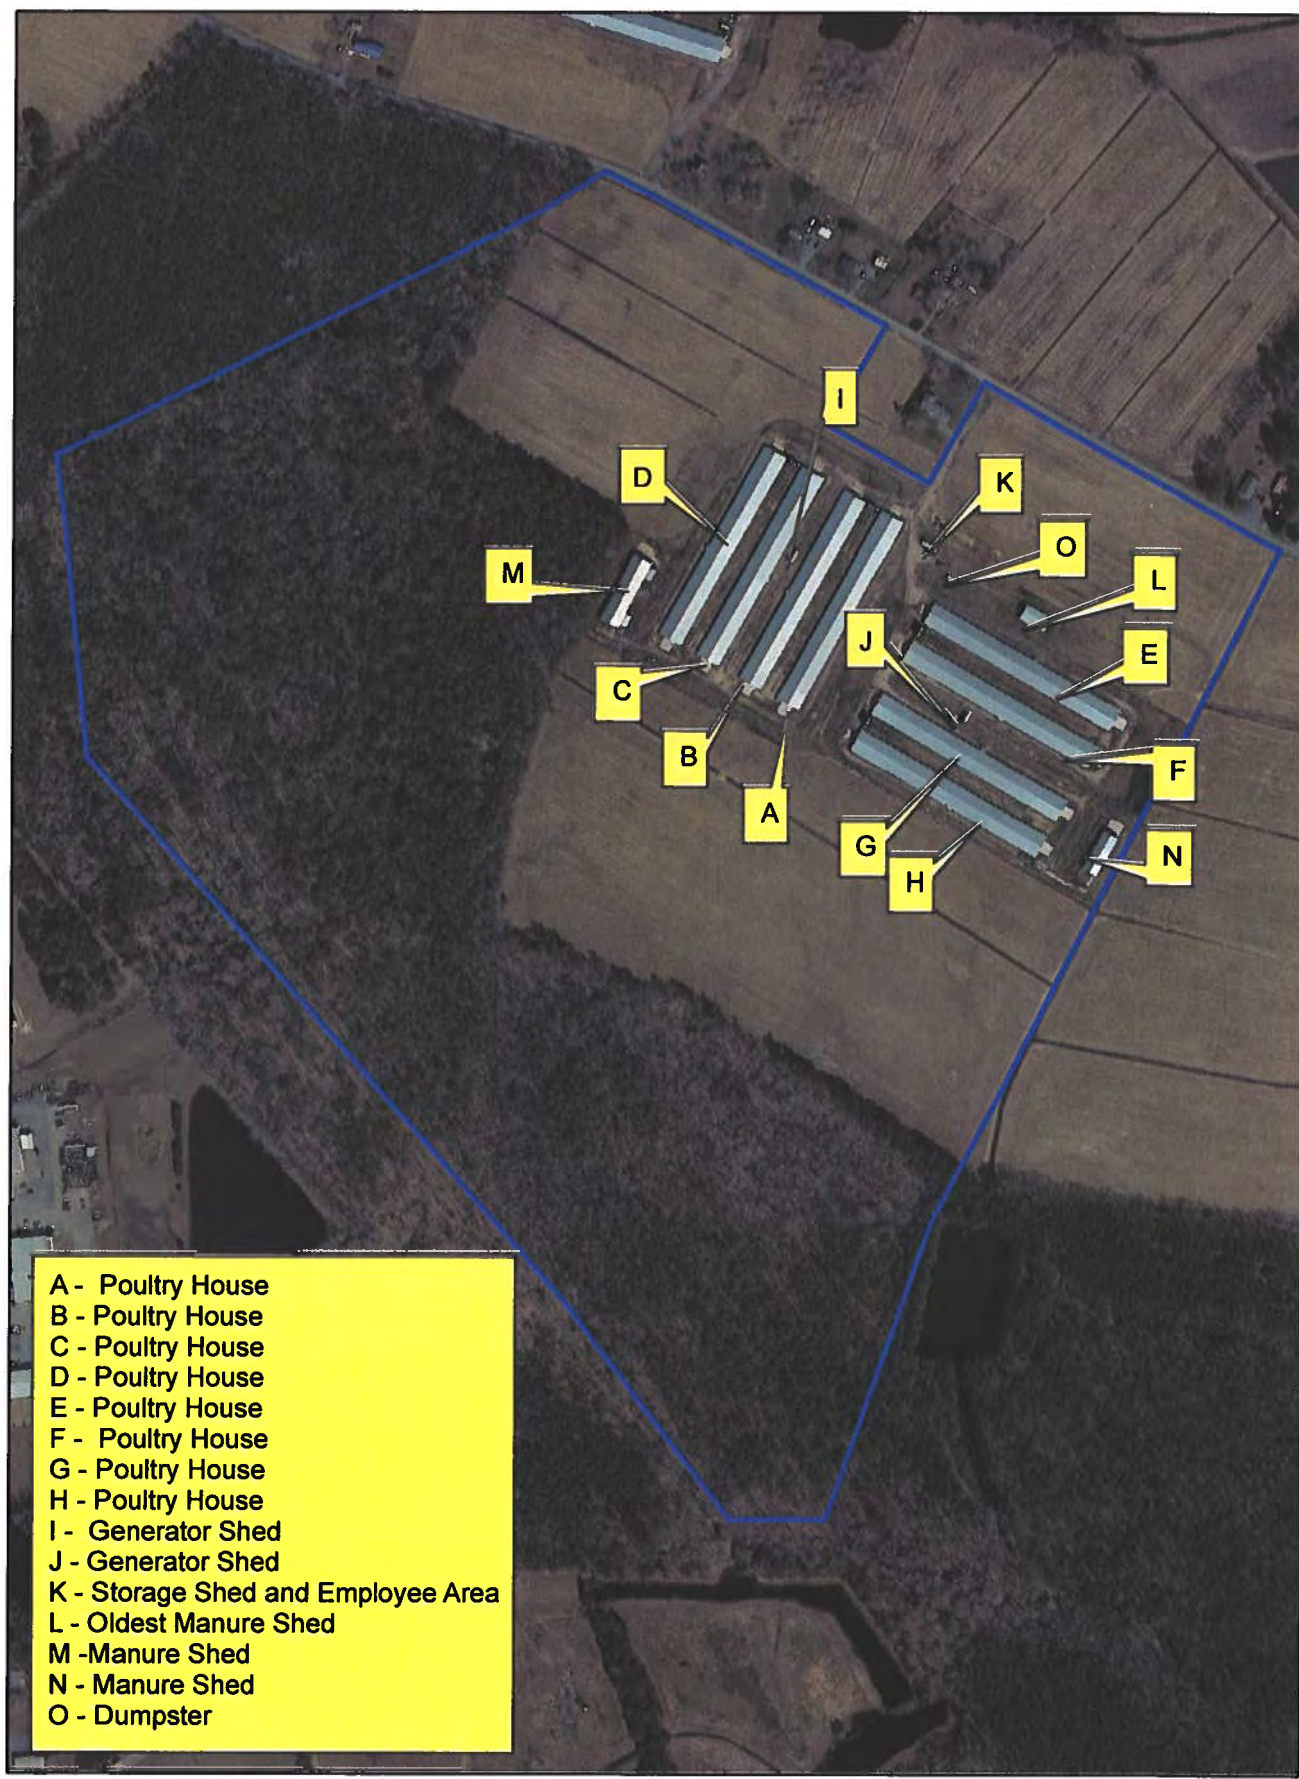 I
D
K
O
M
L
J
E
C
B
F
A
G
N
H
A - Poultry House
B - Poultry House
C - Poultry House
D - Poultry House
E - Poultry House
F - Poultry House
G - Poultry House
H - Poultry House
I - Generator Shed
J - Generator Shed
K - Storage Shed and Employee Area
L - Oldest Manure Shed
M -Manure Shed
N - Manure Shed
O - Dumpster